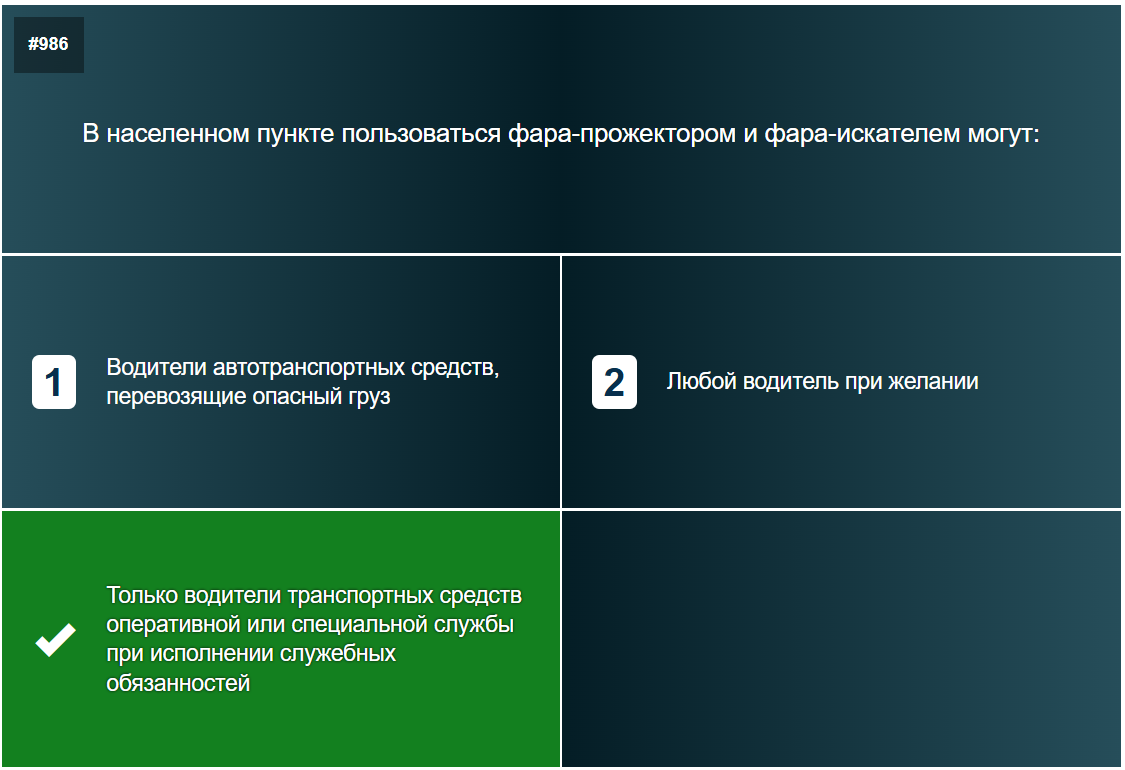 #986
В населенном пункте пользоваться фара-прожектором и фара-искателем могут:
1
Водители автотранспортных средств,
перевозящие опасный груз
2
Любой водитель при желании
Только водители транспортных средств
оперативной или специальной службы
при исполнении служебных
обязанностей